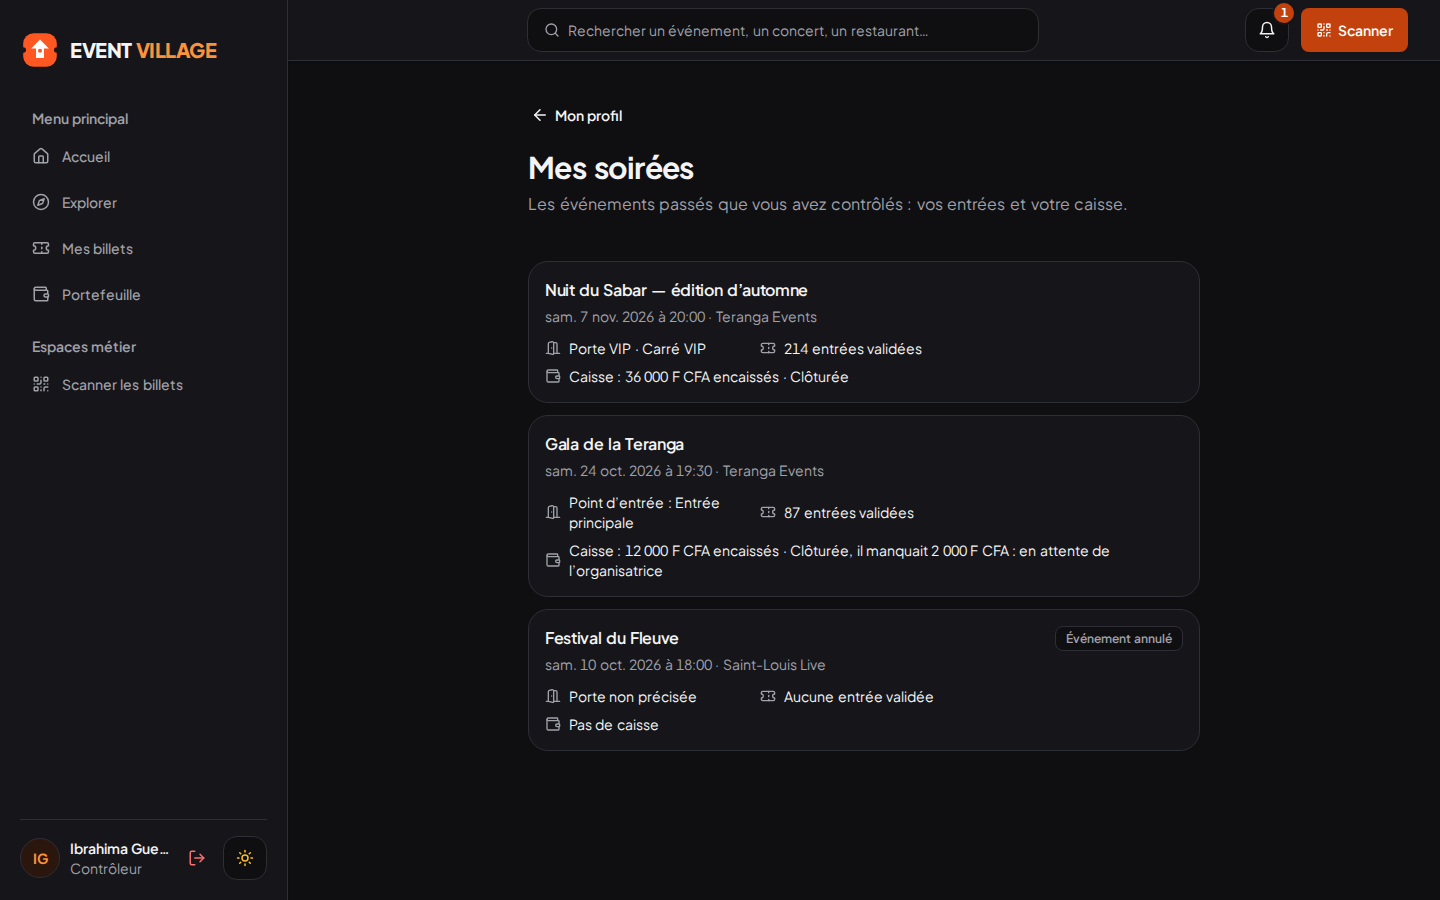 EVENT VILLAGE
Rechercher un événement, un concert, un restaurant…
1
Scanner
Menu principal
Accueil
Explorer
Mes billets
Portefeuille
Espaces métier
Scanner les billets
Mon profil
Mes soirées
Les événements passés que vous avez contrôlés : vos entrées et votre caisse.
Nuit du Sabar — édition d’automne
sam. 7 nov. 2026 à 20:00 · Teranga Events
Porte VIP · Carré VIP
214 entrées validées
Caisse : 36 000 F CFA encaissés · Clôturée
Gala de la Teranga
sam. 24 oct. 2026 à 19:30 · Teranga Events
Point d’entrée : Entrée
principale
87 entrées validées
Caisse : 12 000 F CFA encaissés · Clôturée, il manquait 2 000 F CFA : en attente de
l’organisatrice
Festival du Fleuve
Événement annulé
sam. 10 oct. 2026 à 18:00 · Saint-Louis Live
Porte non précisée
Aucune entrée validée
Pas de caisse
IG
Ibrahima Gue…
Contrôleur